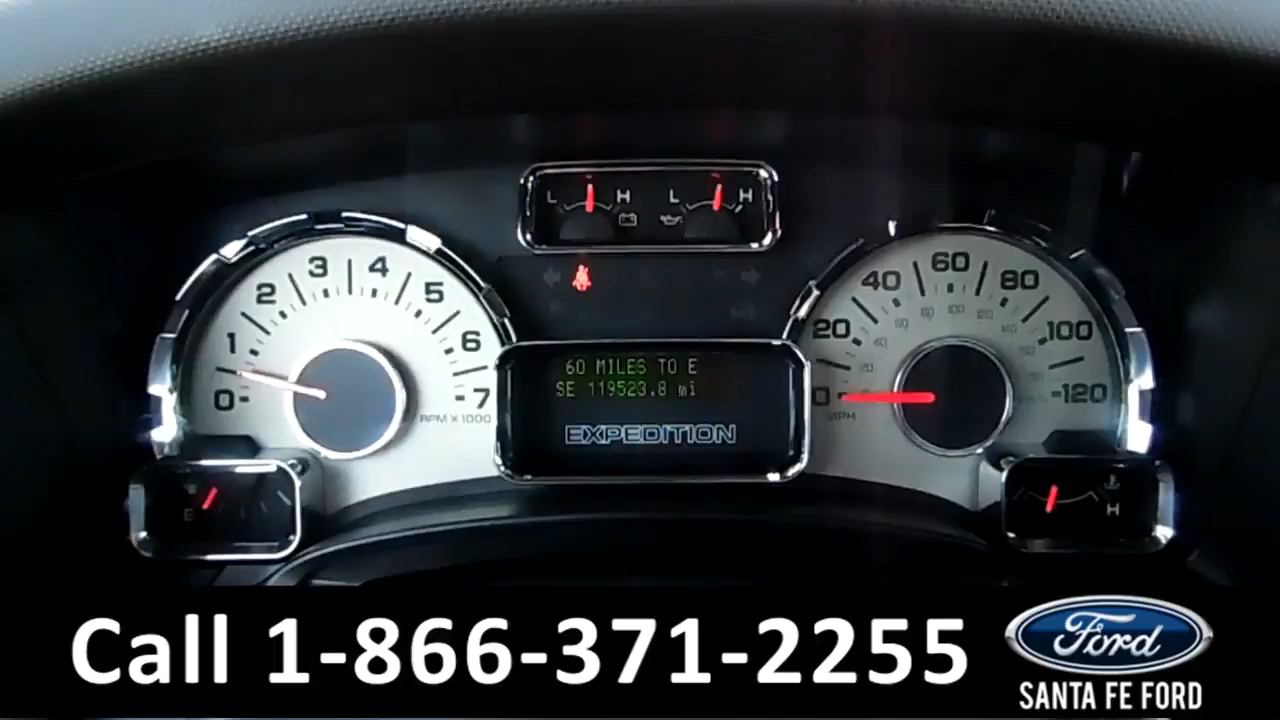 L H L H
0 1 2 3 4 5 6 7
RPM X 1000
0 20 40 60 80 100 120
MPH
60 MILES TO E
SE 119523.8 mi
EXPEDITION
E
H
Call 1-866-371-2255
Ford
SANTA FE FORD